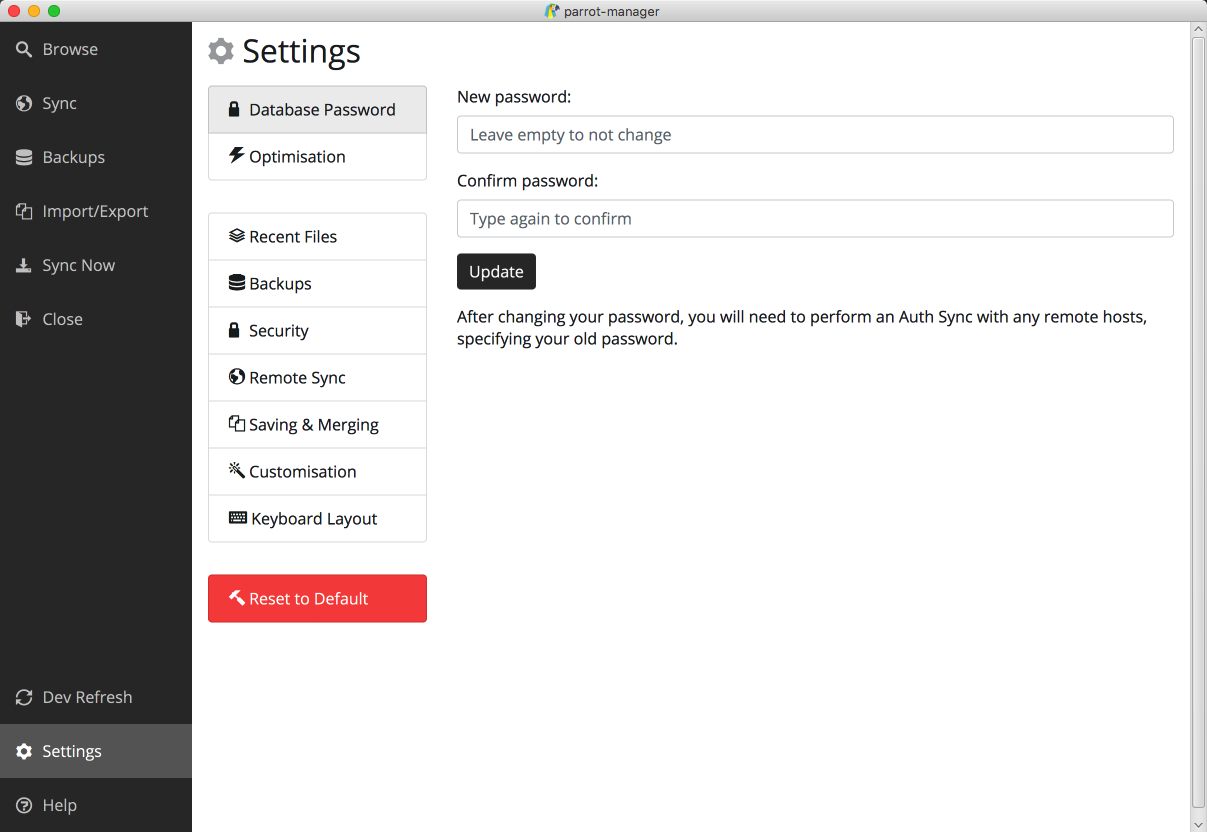 parrot-manager
Browse
Sync
Backups
Import/Export
Sync Now
Close
Dev Refresh
Settings
Help
Settings
Database Password
Optimisation
Recent Files
Backups
Security
Remote Sync
Saving & Merging
Customisation
Keyboard Layout
Reset to Default
New password:
Leave empty to not change
Confirm password:
Type again to confirm
Update
After changing your password, you will need to perform an Auth Sync with any remote hosts,
specifying your old password.